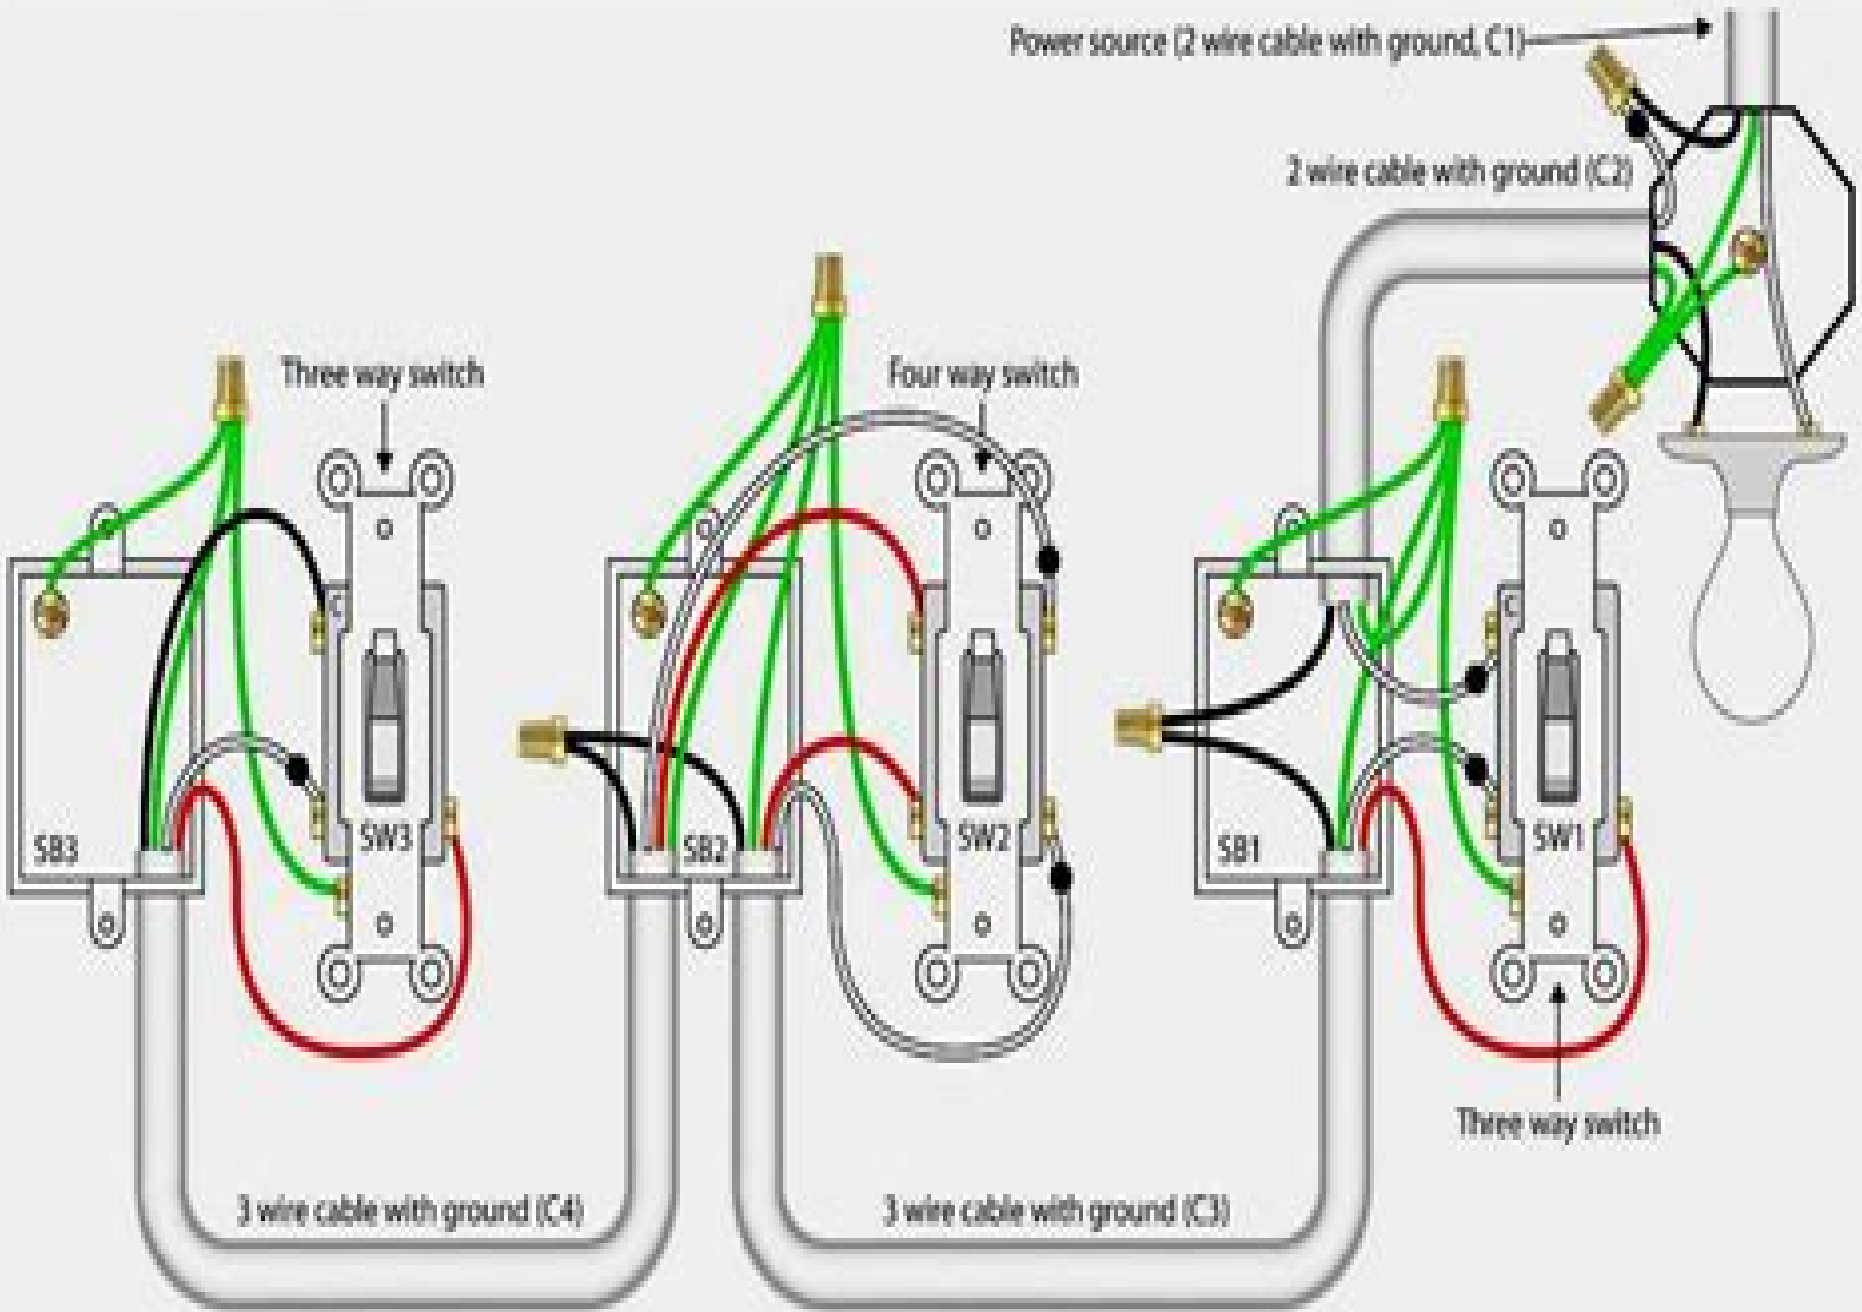 Power source (2 wire cable with ground, C1)
2 wire cable with ground (C2)
Three way switch
Four way switch
C
C
SB3
SW3
SB2
SW2
SB1
SW1
Three way switch
3 wire cable with ground (C4)
3 wire cable with ground (C3)